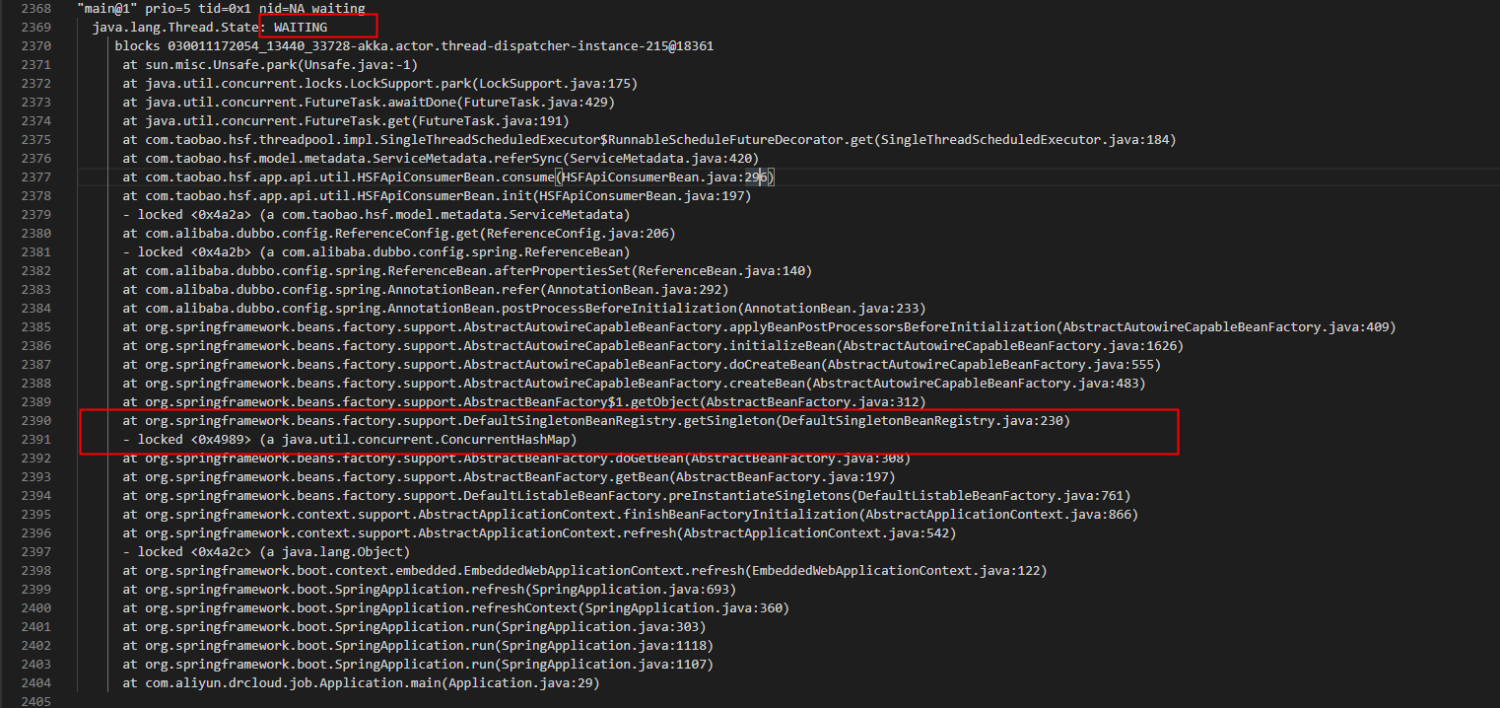 2368 "main@1" prio=5 tid=0x1 nid=NA waiting
2369 java.lang.Thread.State: WAITING
2370 blocks 030011172054_13440_33728-akka.actor.thread-dispatcher-instance-215@18361
2371 at sun.misc.Unsafe.park(Unsafe.java:-1)
2372 at java.util.concurrent.locks.LockSupport.park(LockSupport.java:175)
2373 at java.util.concurrent.FutureTask.awaitDone(FutureTask.java:429)
2374 at java.util.concurrent.FutureTask.get(FutureTask.java:191)
2375 at com.taobao.hsf.threadpool.impl.SingleThreadScheduledExecutor$RunnableScheduleFutureDecorator.get(SingleThreadScheduledExecutor.java:184)
2376 at com.taobao.hsf.model.metadata.ServiceMetadata.referSync(ServiceMetadata.java:420)
2377 at com.taobao.hsf.app.api.util.HSFApiConsumerBean.consume(HSFApiConsumerBean.java:296)
2378 at com.taobao.hsf.app.api.util.HSFApiConsumerBean.init(HSFApiConsumerBean.java:197)
2379 - locked <0x4a2a> (a com.taobao.hsf.model.metadata.ServiceMetadata)
2380 at com.alibaba.dubbo.config.ReferenceConfig.get(ReferenceConfig.java:206)
2381 - locked <0x4a2b> (a com.alibaba.dubbo.config.spring.ReferenceBean)
2382 at com.alibaba.dubbo.config.spring.ReferenceBean.afterPropertiesSet(ReferenceBean.java:140)
2383 at com.alibaba.dubbo.config.spring.AnnotationBean.refer(AnnotationBean.java:292)
2384 at com.alibaba.dubbo.config.spring.AnnotationBean.postProcessBeforeInitialization(AnnotationBean.java:233)
2385 at org.springframework.beans.factory.support.AbstractAutowireCapableBeanFactory.applyBeanPostProcessorsBeforeInitialization(AbstractAutowireCapableBeanFactory.java:409)
2386 at org.springframework.beans.factory.support.AbstractAutowireCapableBeanFactory.initializeBean(AbstractAutowireCapableBeanFactory.java:1626)
2387 at org.springframework.beans.factory.support.AbstractAutowireCapableBeanFactory.doCreateBean(AbstractAutowireCapableBeanFactory.java:555)
2388 at org.springframework.beans.factory.support.AbstractAutowireCapableBeanFactory.createBean(AbstractAutowireCapableBeanFactory.java:483)
2389 at org.springframework.beans.factory.support.AbstractBeanFactory$1.getObject(AbstractBeanFactory.java:312)
2390 at org.springframework.beans.factory.support.DefaultSingletonBeanRegistry.getSingleton(DefaultSingletonBeanRegistry.java:230)
2391 - locked <0x4989> (a java.util.concurrent.ConcurrentHashMap)
2392 at org.springframework.beans.factory.support.AbstractBeanFactory.doGetBean(AbstractBeanFactory.java:308)
2393 at org.springframework.beans.factory.support.AbstractBeanFactory.getBean(AbstractBeanFactory.java:197)
2394 at org.springframework.beans.factory.support.DefaultListableBeanFactory.preInstantiateSingletons(DefaultListableBeanFactory.java:761)
2395 at org.springframework.context.support.AbstractApplicationContext.finishBeanFactoryInitialization(AbstractApplicationContext.java:866)
2396 at org.springframework.context.support.AbstractApplicationContext.refresh(AbstractApplicationContext.java:542)
2397 - locked <0x4a2c> (a java.lang.Object)
2398 at org.springframework.boot.context.embedded.EmbeddedWebApplicationContext.refresh(EmbeddedWebApplicationContext.java:122)
2399 at org.springframework.boot.SpringApplication.refresh(SpringApplication.java:693)
2400 at org.springframework.boot.SpringApplication.refreshContext(SpringApplication.java:360)
2401 at org.springframework.boot.SpringApplication.run(SpringApplication.java:303)
2402 at org.springframework.boot.SpringApplication.run(SpringApplication.java:1118)
2403 at org.springframework.boot.SpringApplication.run(SpringApplication.java:1107)
2404 at com.aliyun.drcloud.job.Application.main(Application.java:29)
2405